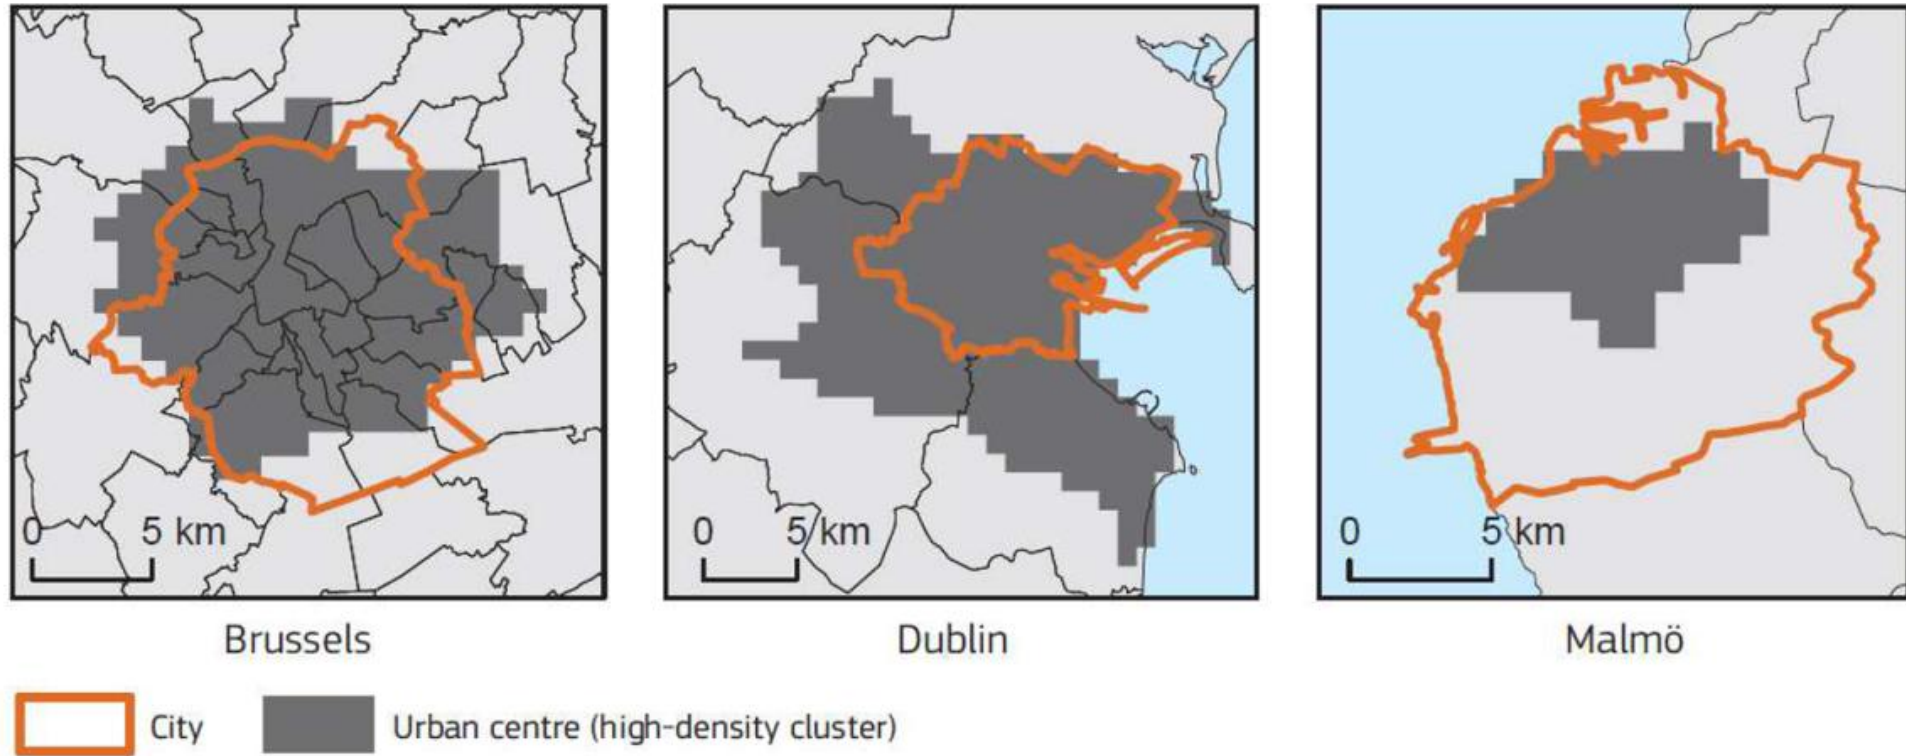 0 5 km
0 5 km
0 5 km
Brussels
Dublin
Malmö
City
Urban centre (high-density cluster)